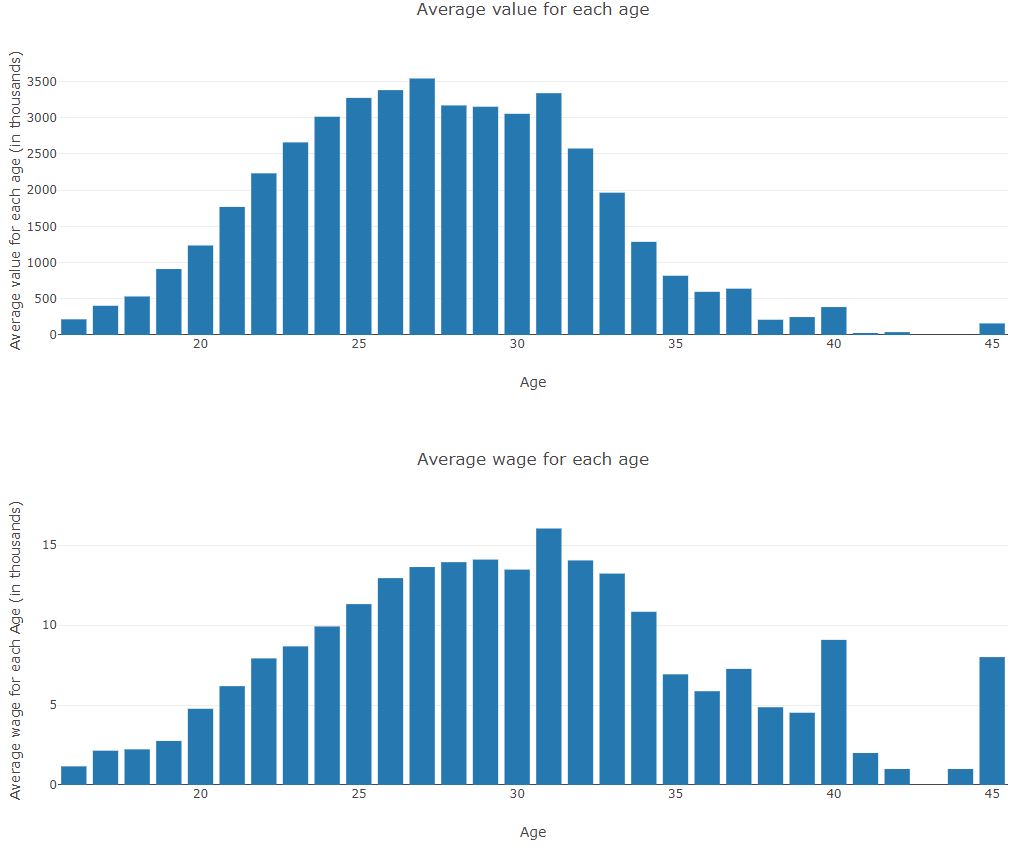 Average value for each age
Average value for each age (in thousands)
3500
3000
2500
2000
1500
1000
500
0
20 25 30 35 40 45
Age
Average wage for each age
Average wage for each Age (in thousands)
15
10
5
0
20 25 30 35 40 45
Age